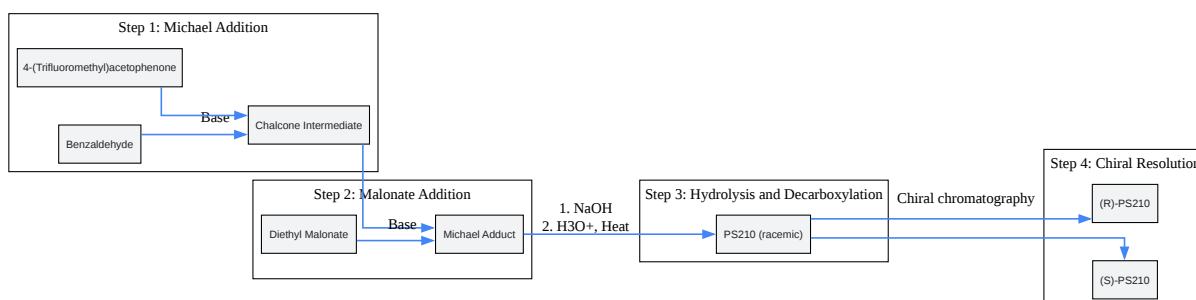 Step 1: Michael Addition
4-(Trifluoromethyl)acetophenone
Benzaldehyde
Base
Chalcone Intermediate
Step 2: Malonate Addition
Diethyl Malonate
Base
Michael Adduct
1. NaOH
2. H3O+, Heat
Step 3: Hydrolysis and Decarboxylation
PS210 (racemic)
Chiral chromatography
Step 4: Chiral Resolution
(R)-PS210
(S)-PS210